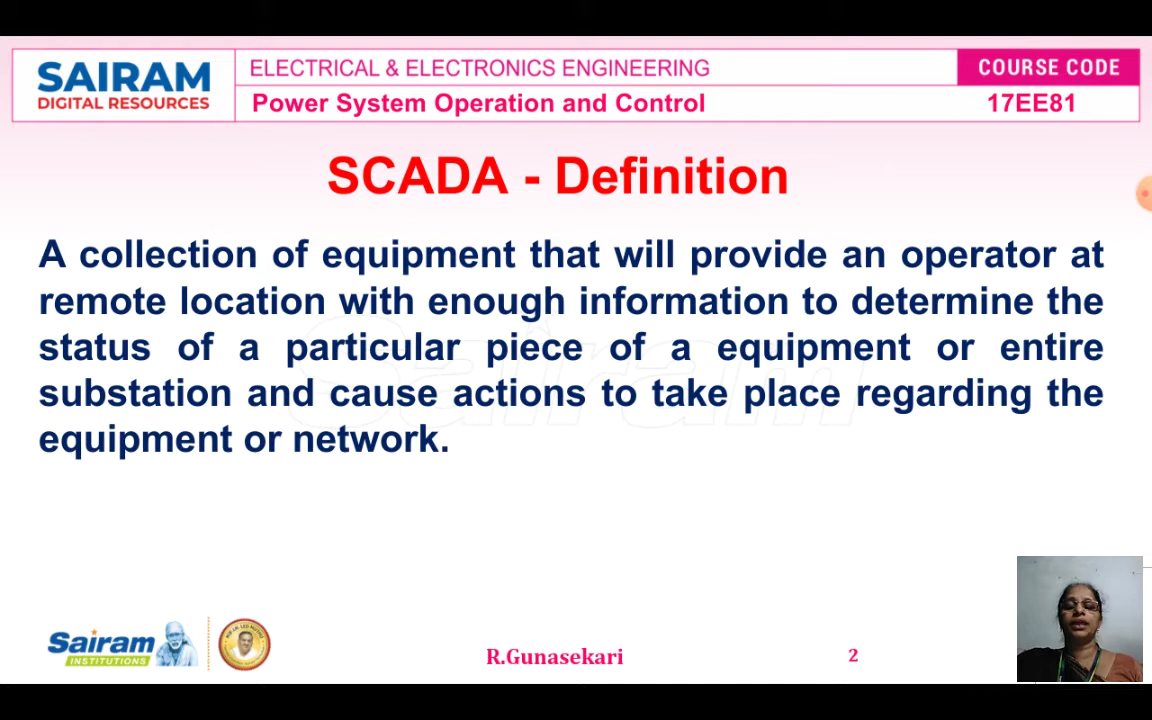 SAIRAM
DIGITAL RESOURCES
ELECTRICAL & ELECTRONICS ENGINEERING
Power System Operation and Control
COURSE CODE
17EE81
SCADA - Definition
A collection of equipment that will provide an operator at
remote location with enough information to determine the
status of a particular piece of a equipment or entire
substation and cause actions to take place regarding the
equipment or network.
Sairam
Sairam
INSTITUTIONS
R.Gunasekari
2